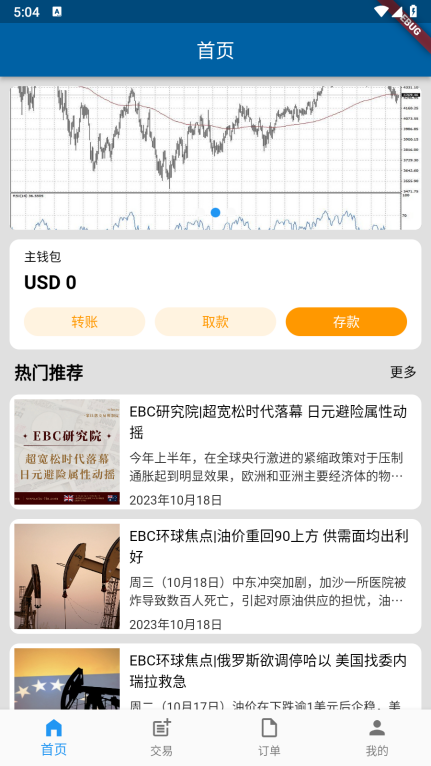 5:04
A
DEBUG
首页
主钱包
USD 0
转账
取款
存款
热门推荐
更多
EBC研究院
超宽松时代落幕
日元避险属性动摇
EBC研究院|超宽松时代落幕 日元避险属性动
摇
今年上半年，在全球央行激进的紧缩政策对于压制
通胀起到明显效果，欧洲和亚洲主要经济体的物…
2023年10月18日
EBC环球焦点|油价重回90上方 供需面均出利
好
周三（10月18日）中东冲突加剧，加沙一所医院被
炸导致数百人死亡，引起对原油供应的担忧，油…
2023年10月18日
EBC环球焦点|俄罗斯欲调停哈以 美国找委内
瑞拉救急
周二（10月17日）油价在下跌逾1美元后企稳，美
首页
交易
订单
我的